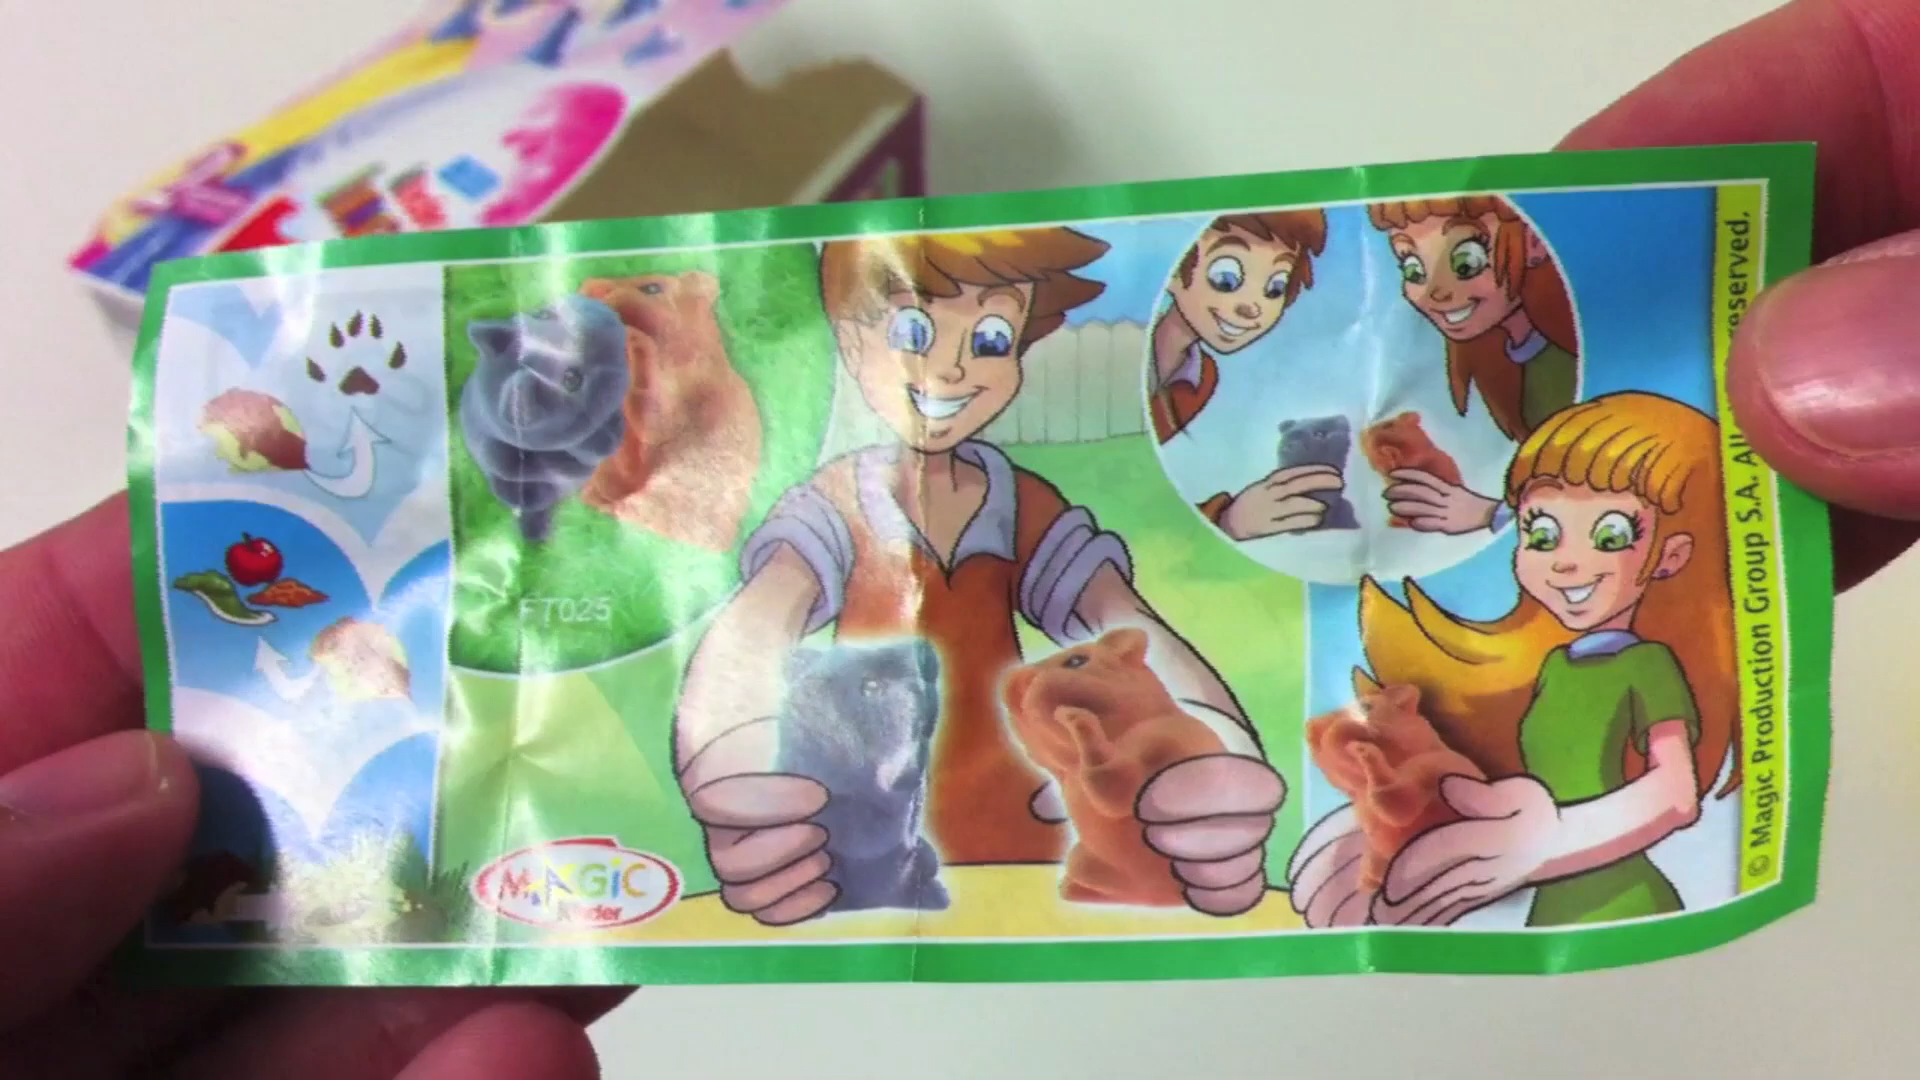 FT025
MAGiC
kinder
© Magic Production Group S.A. All reserved.